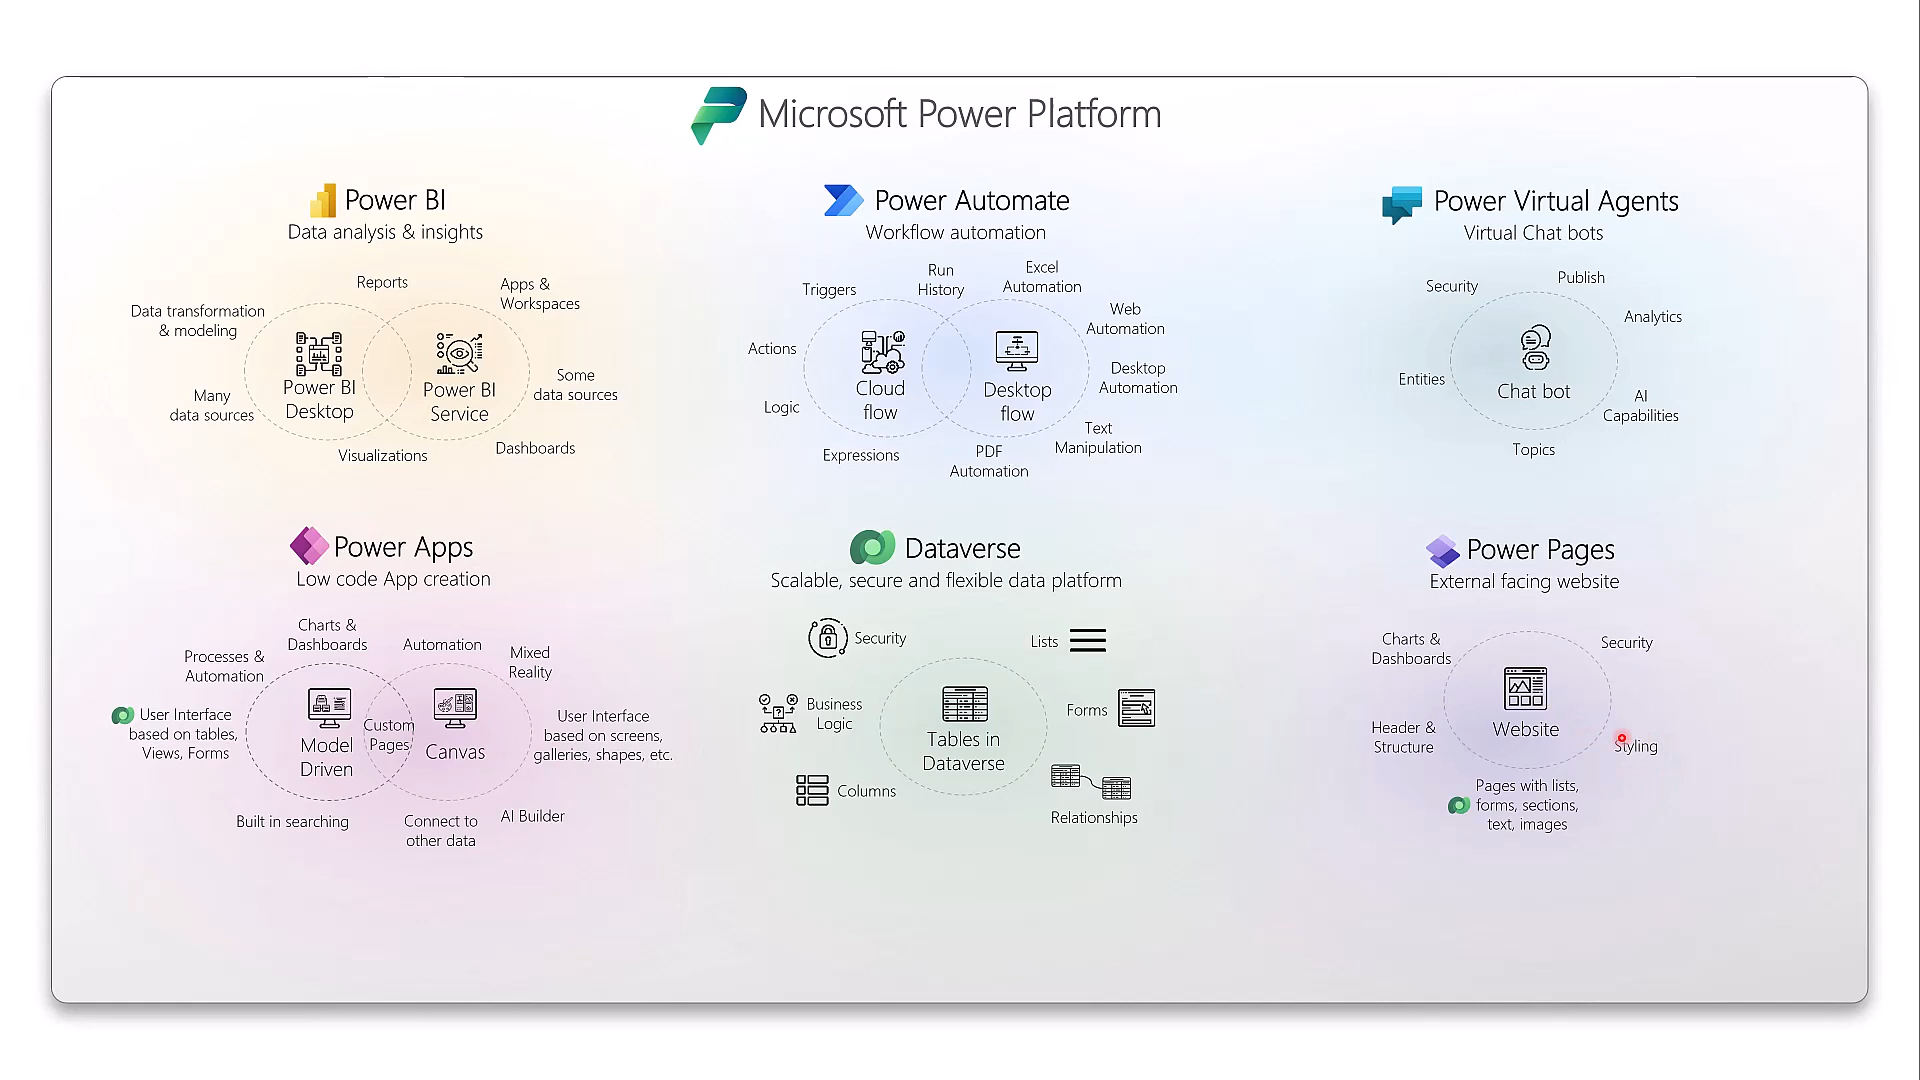 Microsoft Power Platform
Power BI
Data analysis & insights
Reports
Apps &
Workspaces
Data transformation
& modeling
Power BI
Desktop
Power BI
Service
Many
data sources
Some
data sources
Visualizations
Dashboards
Power Automate
Workflow automation
Triggers
Run
History
Excel
Automation
Web
Automation
Actions
Cloud
flow
Desktop
flow
Desktop
Automation
Logic
Text
Manipulation
Expressions
PDF
Automation
Power Virtual Agents
Virtual Chat bots
Security
Publish
Analytics
Entities
Chat bot
AI
Capabilities
Topics
Power Apps
Low code App creation
Charts &
Dashboards
Automation
Processes &
Automation
Mixed
Reality
User Interface
based on tables,
Views, Forms
Model
Driven
Custom
Pages
Canvas
User Interface
based on screens,
galleries, shapes, etc.
Built in searching
Connect to
other data
AI Builder
Dataverse
Scalable, secure and flexible data platform
Security
Lists
Business
Logic
Forms
Tables in
Dataverse
Columns
Relationships
Power Pages
External facing website
Charts &
Dashboards
Security
Website
Header &
Structure
Styling
Pages with lists,
forms, sections,
text, images